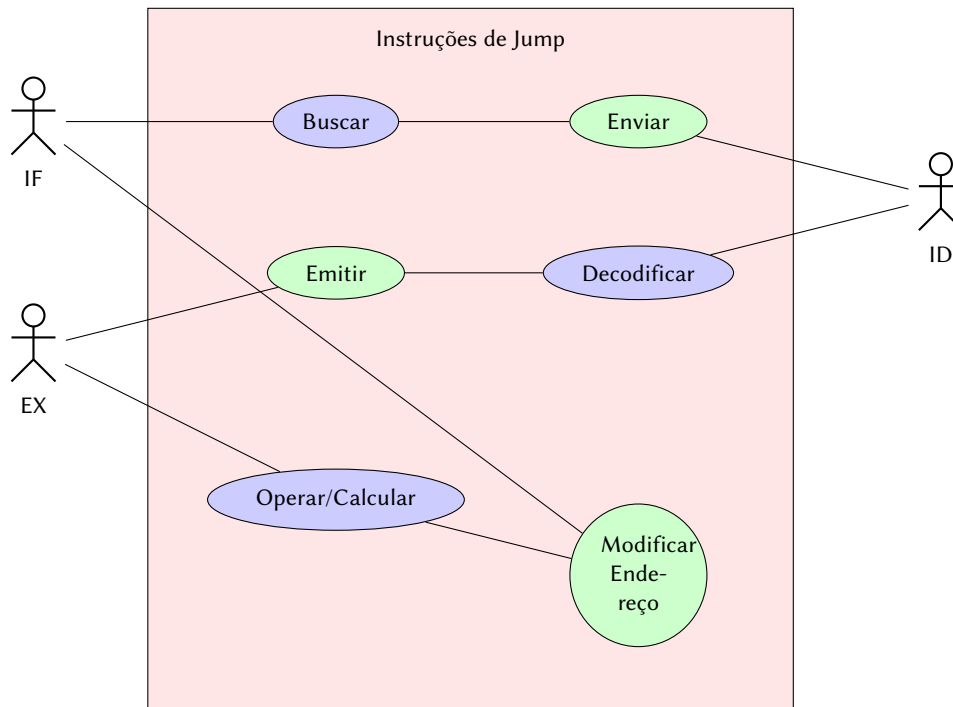 Instruções de Jump
Buscar
Enviar
IF
ID
Emitir
Decodificar
EX
Operar/Calcular
Modificar
Ende-
reço